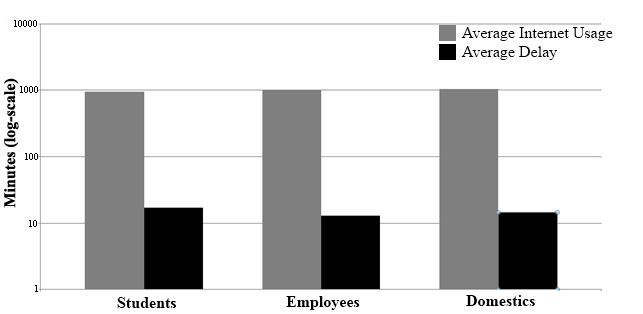 10000
Average Internet Usage
Average Delay
1000
100
10
1
Minutes (log-scale)
Students
Employees
Domestics